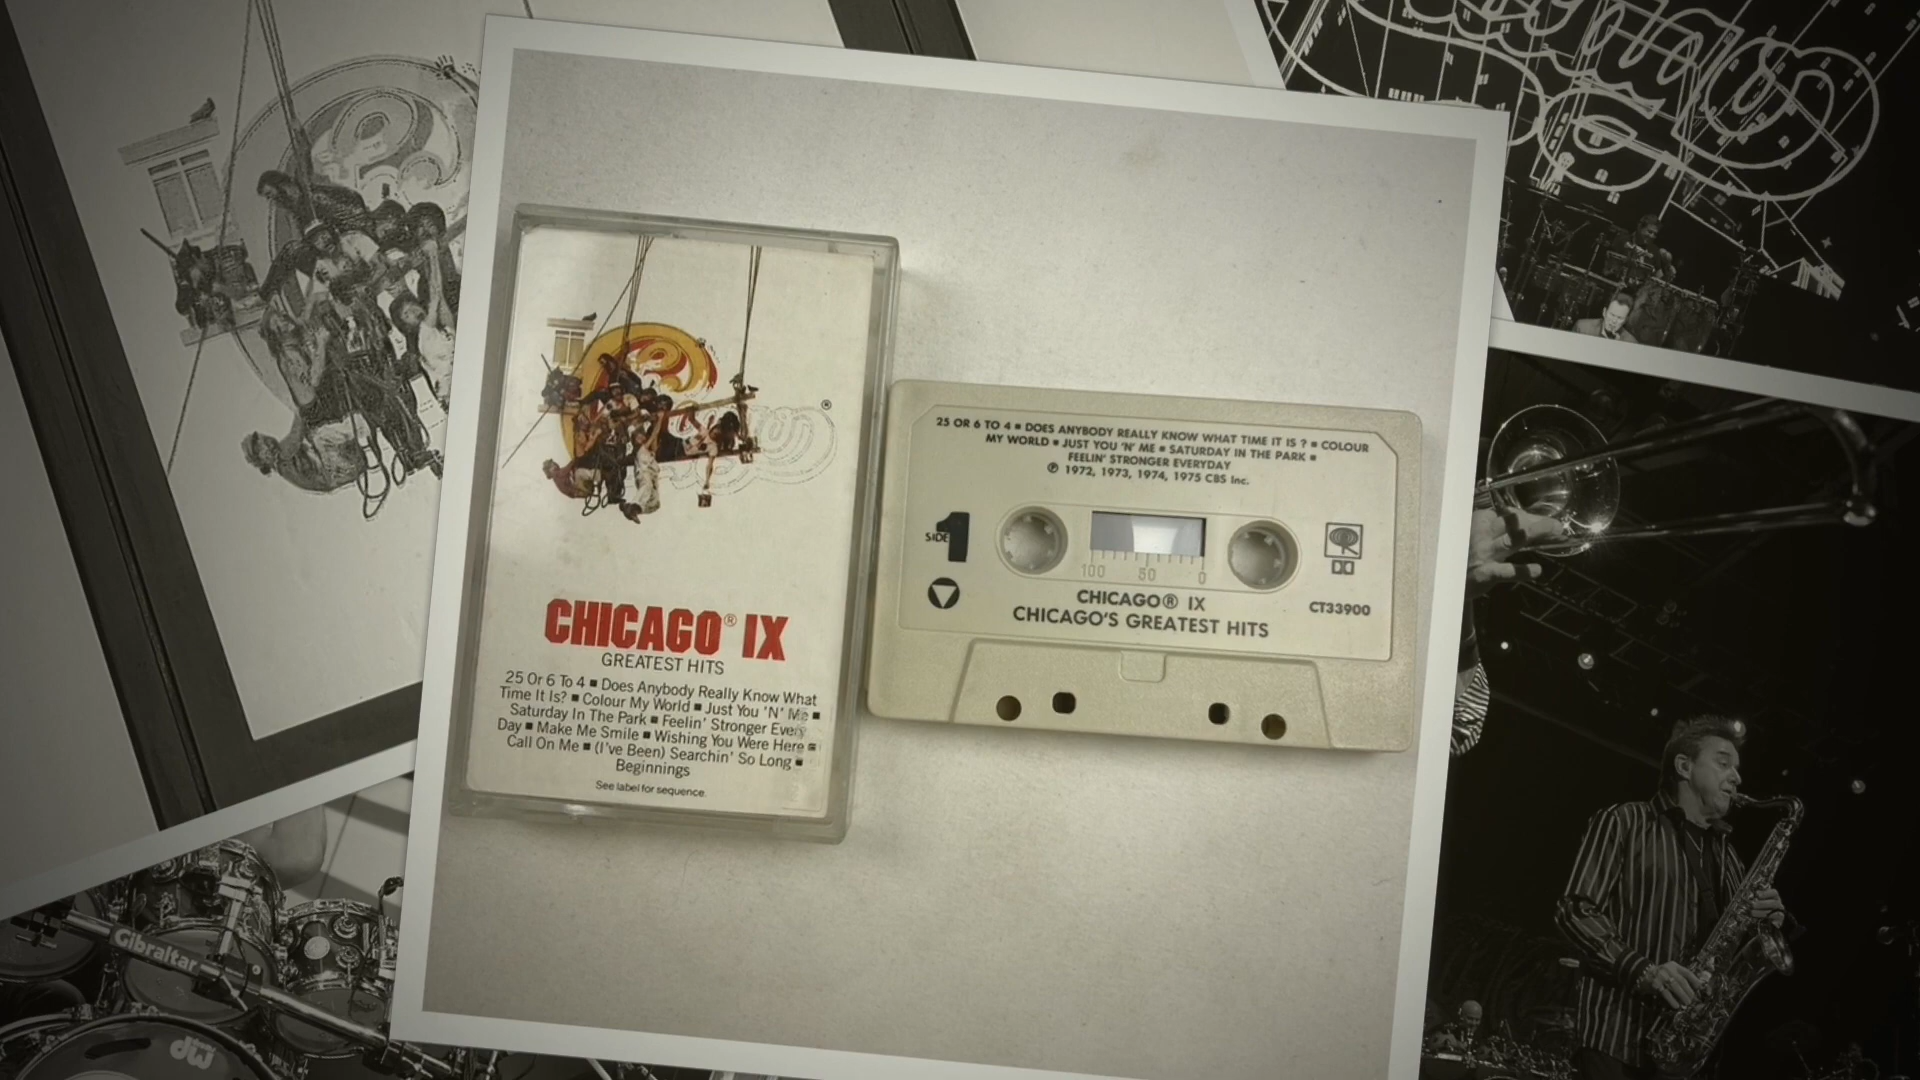 CHICAGO® IX
GREATEST HITS
25 Or 6 To 4 ■ Does Anybody Really Know What
Time It Is? ■ Colour My World ■ Just You 'N' Me ■
Saturday In The Park ■ Feelin' Stronger Every
Day ■ Make Me Smile ■ Wishing You Were Here ■
Call On Me ■ (I've Been) Searchin' So Long ■
Beginnings
See label for sequence.
25 OR 6 TO 4 ■ DOES ANYBODY REALLY KNOW WHAT TIME IT IS ? ■ COLOUR
MY WORLD ■ JUST YOU 'N' ME ■ SATURDAY IN THE PARK ■
FEELIN' STRONGER EVERYDAY
℗ 1972, 1973, 1974, 1975 CBS Inc.
SIDE 1
100 50 0
CHICAGO® IX
CHICAGO'S GREATEST HITS
CT33900
Gibraltar
dw